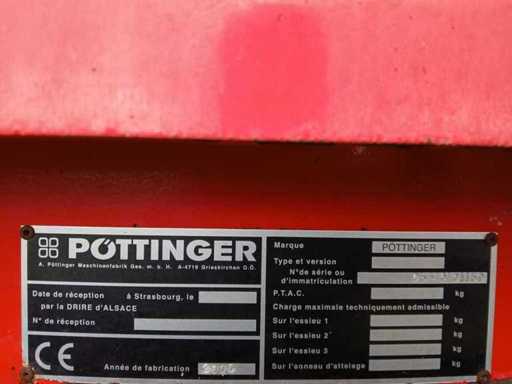 PÖTTINGER
A. Pöttinger Maschinenfabrik Ges. m. b. H. A-4710 Grieskirchen O.Ö.
Date de réception à Strasbourg, le
par la DRIRE d'ALSACE
N° de réception
CE
Année de fabrication
Marque PÖTTINGER
Type et version
N°de série ou
d'immatriculation
P.T.A.C. kg
Charge maximale techniquement admissible
Sur l'essieu 1 kg
Sur l'essieu 2 kg
Sur l'essieu 3 kg
Sur l'anneau d'attelage kg